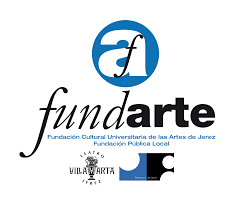 af
fundarte
Fundación Cultural Universitaria de las Artes de Jerez
Fundación Pública Local
TEATRO
VILLAMARTA
JEREZ